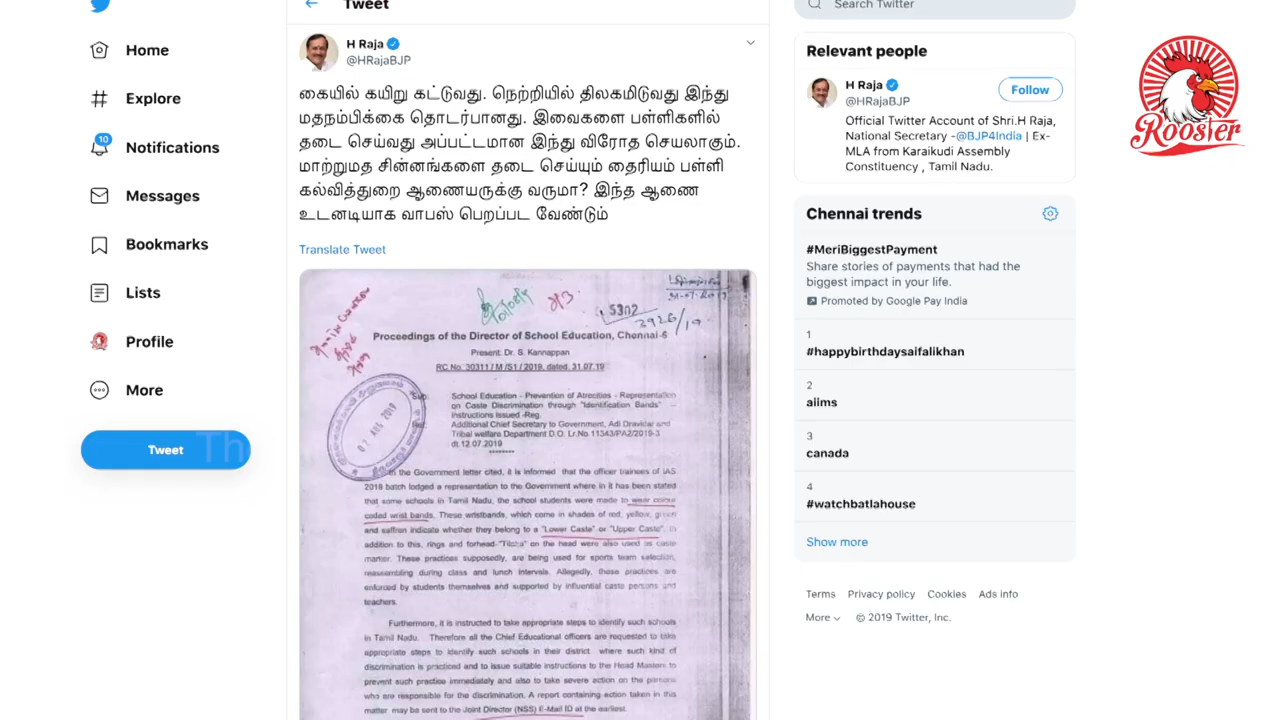 Tweet
Search Twitter
Home
Explore
10
Notifications
Messages
Bookmarks
Lists
Profile
More
Tweet
Th
H Raja
@HRajaBJP
கையில் கயிறு கட்டுவது. நெற்றியில் திலகமிடுவது இந்து
மதநம்பிக்கை தொடர்பானது. இவைகளை பள்ளிகளில்
தடை செய்வது அப்பட்டமான இந்து விரோத செயலாகும்.
மாற்றுமத சின்னங்களை தடை செய்யும் தைரியம் பள்ளி
கல்வித்துறை ஆணையருக்கு வருமா? இந்த ஆணை
உடனடியாக வாபஸ் பெறப்பட வேண்டும்
Translate Tweet
5302
3926/19
Proceedings of the Director of School Education, Chennai-6
Present: Dr. S. Kannappan
RC.No. 30311 / M /S1 / 2019, dated. 31.07.19
02 AUG 2019
Sub: School Education - Prevention of Atrocities - Representation
on Caste Discrimination through "Identification Bands" -
instructions Issued -Reg.
Additional Chief Secretary to Government, Adi Dravidar and
Tribal welfare Department D.O. Lr.No 11343/PA2/2019-3
dt 12.07.2019
********
In the Government letter cited, it is informed that the officer trainees of IAS
2018 batch lodged a representation to the Government where in it has been stated
that some schools in Tamil Nadu, the school students were made to wear colour
coded wrist bands. These wristbands, which come in shades of red, yellow, green
and saffron indicate whether they belong to a "Lower Caste" or "Upper Caste". In
addition to this, rings and forhead-"Tilcha" on the head were also used as caste
marker. These practices supposedly, are being used for sports team selection,
reassembling during class and lunch intervals. Allegedly, these practices are
enforced by students themselves and supported by influential caste persons and
teachers.
Furthermore, it is instructed to take appropriate steps to identify such schools
in Tamil Nadu. Therefore all the Chief Educational officers are requested to take
appropriate steps to identify such schools in their district where such kind of
discrimination is practiced and to issue suitable instructions to the Head Masters to
prevent such practice immediately and also to take severe action on the persons
who are responsible for the discrimination. A report containing action taken in this
matter may be sent to the Joint Director (NSS) E-Mail ID at the earliest.
Relevant people
H Raja
@HRajaBJP
Follow
Official Twitter Account of Shri.H Raja,
National Secretary -@BJP4India | Ex-
MLA from Karaikudi Assembly
Constituency , Tamil Nadu.
Chennai trends
#MeriBiggestPayment
Share stories of payments that had the
biggest impact in your life.
Promoted by Google Pay India
1
#happybirthdaysaifalikhan
2
aiims
3
canada
4
#watchbatlahouse
Show more
Terms Privacy policy Cookies Ads info
More © 2019 Twitter, Inc.
Rooster